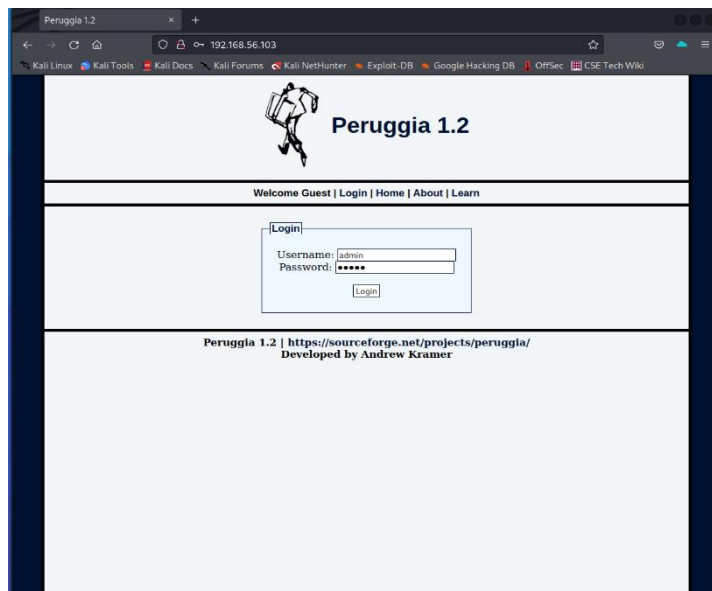 Peruggia 1.2
192.168.56.103
Kali Linux Kali Tools Kali Docs Kali Forums Kali NetHunter Exploit-DB Google Hacking DB OffSec CSE Tech Wiki
Peruggia 1.2
Welcome Guest | Login | Home | About | Learn
Login
Username: admin
Password: •••••
Login
Peruggia 1.2 | https://sourceforge.net/projects/peruggia/
Developed by Andrew Kramer